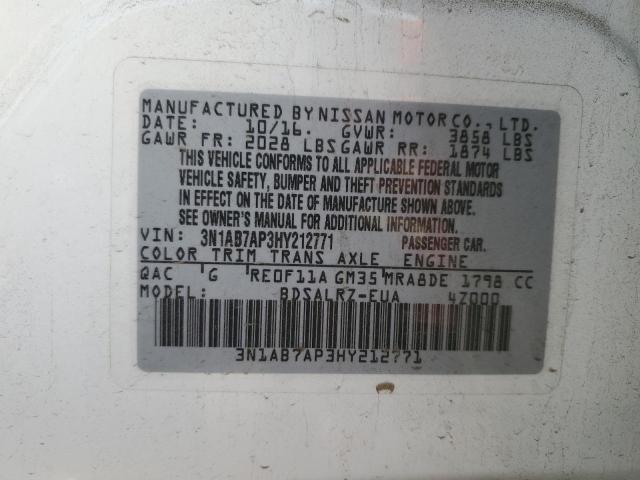 MANUFACTURED BY NISSAN MOTOR CO., LTD.
DATE: 10/16. GVWR: 3858 LBS
GAWR FR: 2028 LBS GAWR RR: 1874 LBS
THIS VEHICLE CONFORMS TO ALL APPLICABLE FEDERAL MOTOR
VEHICLE SAFETY, BUMPER AND THEFT PREVENTION STANDARDS
IN EFFECT ON THE DATE OF MANUFACTURE SHOWN ABOVE.
SEE OWNER'S MANUAL FOR ADDITIONAL INFORMATION.
VIN: 3N1AB7AP3HY212771 PASSENGER CAR.
COLOR TRIM TRANS AXLE ENGINE
QAC G RE0F11A GM35 MRA8DE 1798 CC
MODEL: BDSALRZ-EUA 47000
3N1AB7AP3HY212771